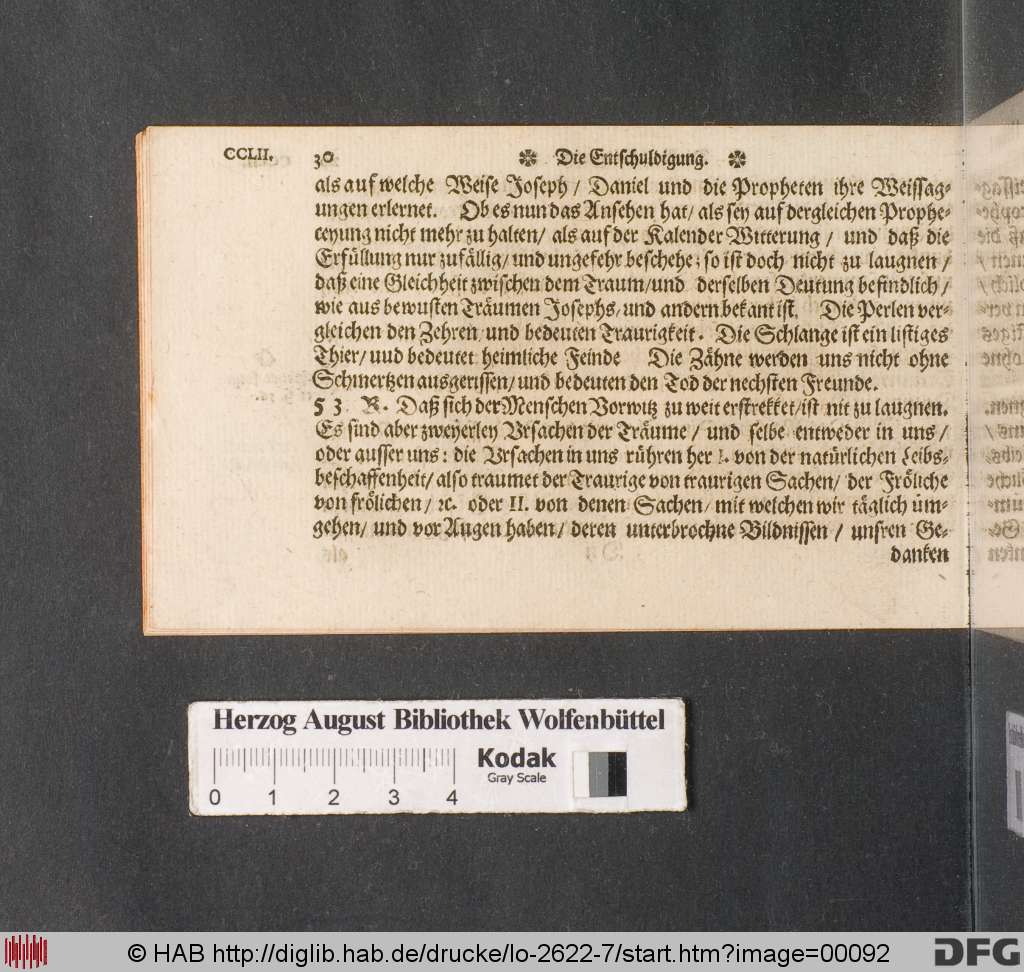 CCLII. 30 ✼ Die Entschuldigung. ✼
als auf welche Weise Joseph / Daniel und die Propheten ihre Weissag-
ungen erlernet. Ob es nun das Ansehen hat / als sey auf dergleichen Prophe-
ceyung nicht mehr zu halten / als auf der Kalender Witterung / und daß die
Erfüllung nur zufällig / und ungefehr beschehe; so ist doch nicht zu laugnen /
daß eine Gleichheit zwischen dem Traum / und derselben Deutung befindlich /
wie aus bewusten Träumen Josephs / und andern bekant ist. Die Perlen ver-
gleichen den Zehren und bedeuten Traurigkeit. Die Schlange ist ein listiges
Thier / uud bedeutet heimliche Feinde Die Zähne werden uns nicht ohne
Schmertzen ausgerissen / und bedeuten den Tod der nechsten Freunde.
53 R. Daß sich der Menschen Vorwitz zu weit erstrekket / ist nit zu laugnen.
Es sind aber zweyerley Vrsachen der Träume / und selbe entweder in uns /
oder ausser uns: die Vrsachen in uns rühren her I. von der natürlichen Leibs-
beschaffenheit / also traumet der Traurige von traurigen Sachen / der Fröliche
von frölichen / ꝛc. oder II. von denen Sachen / mit welchen wir täglich üm-
gehen / und vor Augen haben / deren unterbrochne Bildnissen / unsren Ge-
danken
Herzog August Bibliothek Wolfenbüttel
Kodak
Gray Scale
0 1 2 3 4
© HAB http://diglib.hab.de/drucke/lo-2622-7/start.htm?image=00092 DFG